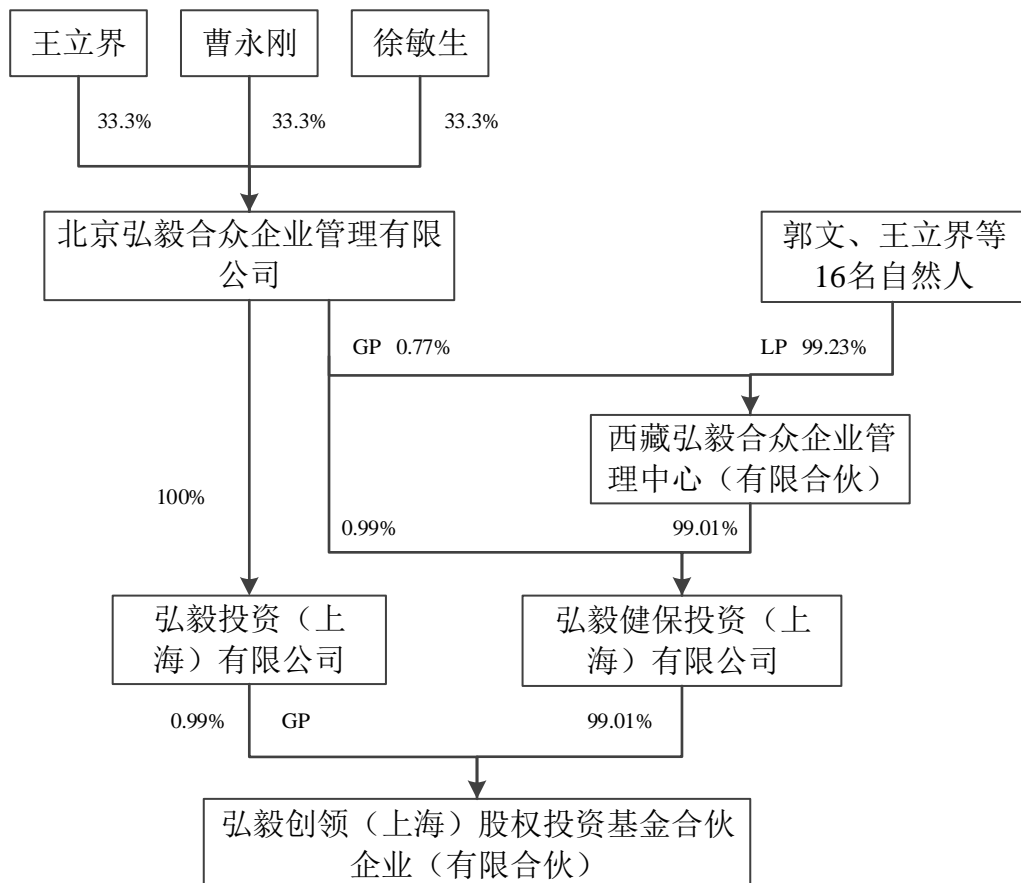 王立界
曹永刚
徐敏生
33.3%
33.3%
33.3%
北京弘毅合众企业管理有限
公司
郭文、王立界等
16名自然人
GP 0.77%
LP 99.23%
西藏弘毅合众企业管
理中心（有限合伙）
100%
0.99%
99.01%
弘毅投资（上
海）有限公司
弘毅健保投资（上
海）有限公司
0.99%
GP
99.01%
弘毅创领（上海）股权投资基金合伙
企业（有限合伙）